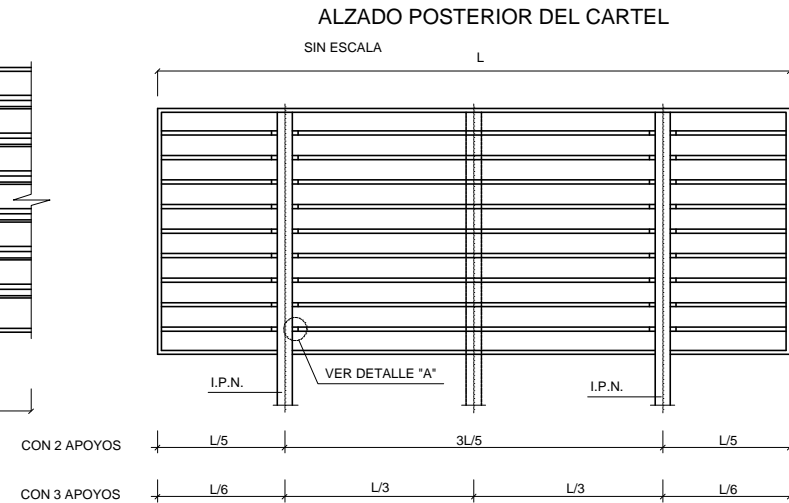 ALZADO POSTERIOR DEL CARTEL
SIN ESCALA
L
I.P.N.
VER DETALLE "A"
I.P.N.
CON 2 APOYOS L/5 3L/5 L/5
CON 3 APOYOS L/6 L/3 L/3 L/6